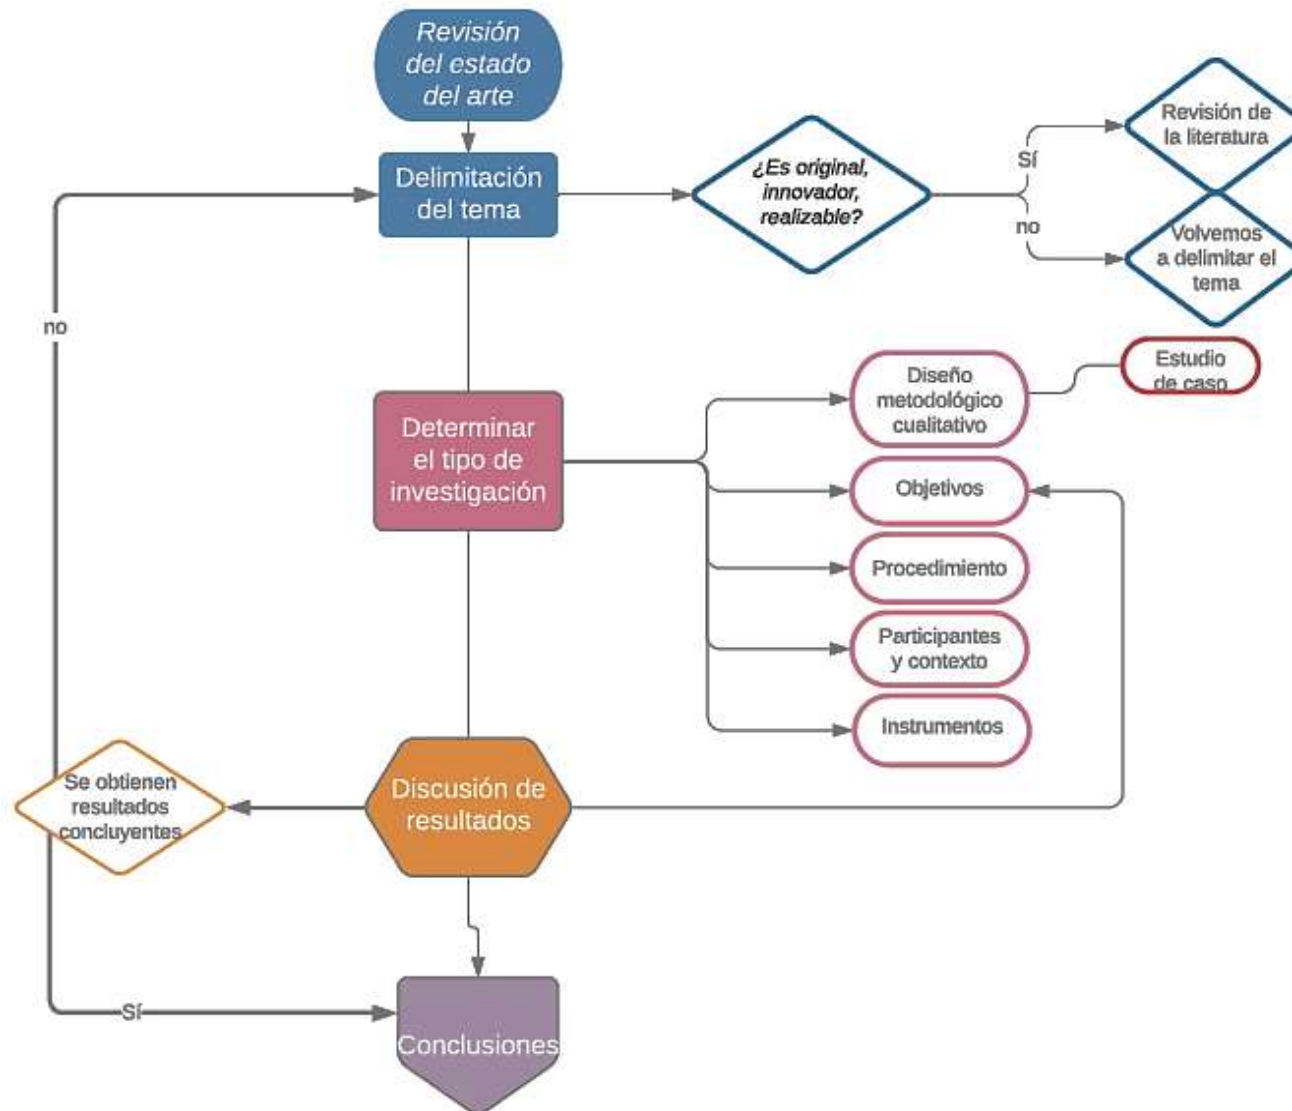 Revisión
del estado
del arte
Delimitación
del tema
¿Es original,
innovador,
realizable?
Sí
no
Revisión de
la literatura
Volvemos
a delimitar el
tema
no
Determinar
el tipo de
investigación
Diseño
metodológico
cualitativo
Estudio
de caso
Objetivos
Procedimiento
Participantes
y contexto
Instrumentos
Se obtienen
resultados
concluyentes
Discusión de
resultados
Sí
Conclusiones